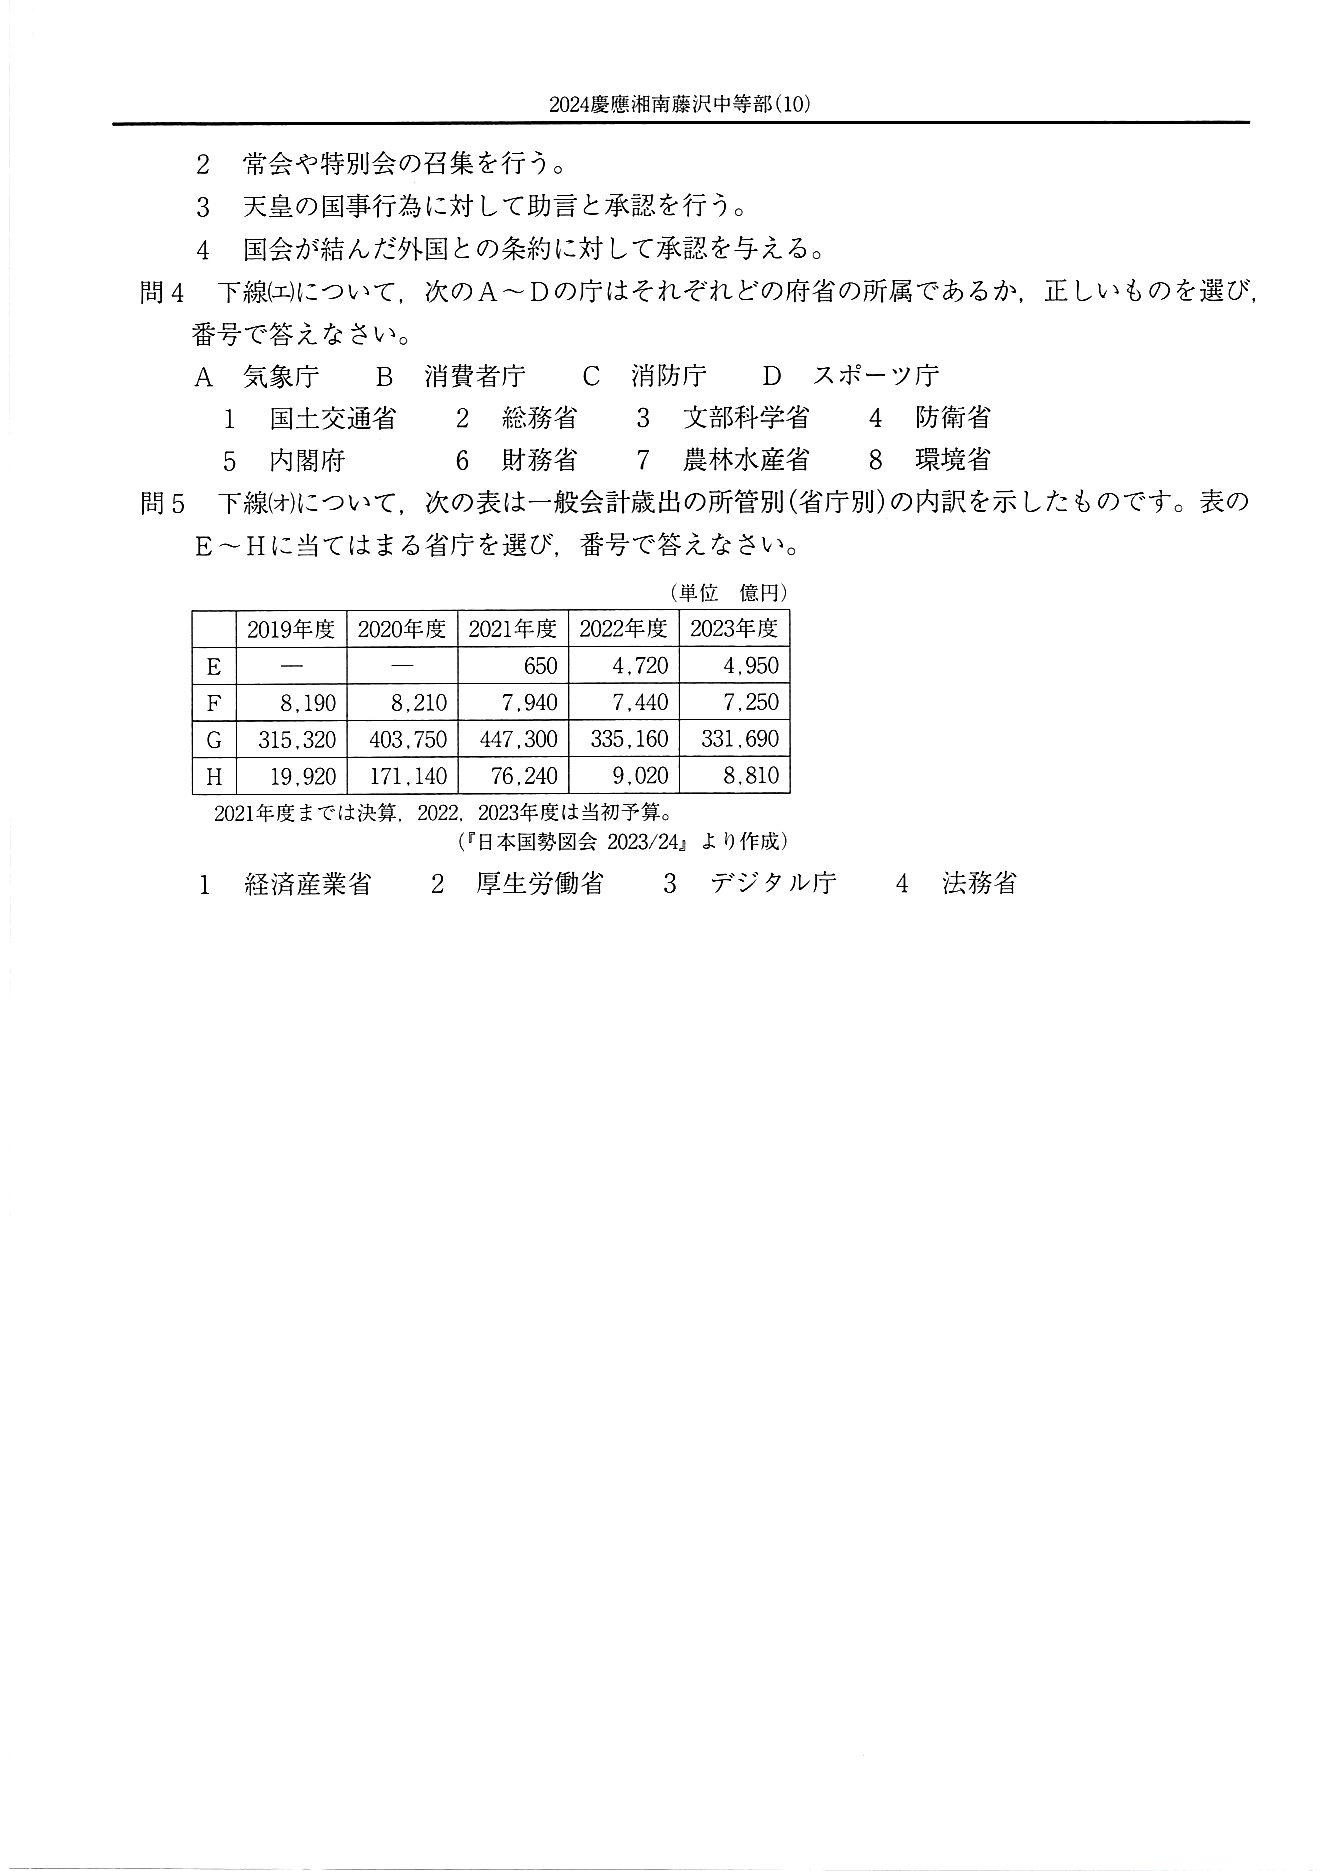 2024慶應湘南藤沢中等部(10)
2 常会や特別会の召集を行う。
3 天皇の国事行為に対して助言と承認を行う。
4 国会が結んだ外国との条約に対して承認を与える。
問4 下線(エ)について，次のA～Dの庁はそれぞれどの府省の所属であるか，正しいものを選び，
番号で答えなさい。
A 気象庁 B 消費者庁 C 消防庁 D スポーツ庁
1 国土交通省 2 総務省 3 文部科学省 4 防衛省
5 内閣府 6 財務省 7 農林水産省 8 環境省
問5 下線(オ)について，次の表は一般会計歳出の所管別(省庁別)の内訳を示したものです。表の
E～Hに当てはまる省庁を選び，番号で答えなさい。
(単位 億円)
2019年度 2020年度 2021年度 2022年度 2023年度
E ― ― 650 4,720 4,950
F 8,190 8,210 7,940 7,440 7,250
G 315,320 403,750 447,300 335,160 331,690
H 19,920 171,140 76,240 9,020 8,810
2021年度までは決算，2022，2023年度は当初予算。
(『日本国勢図会 2023/24』より作成)
1 経済産業省 2 厚生労働省 3 デジタル庁 4 法務省